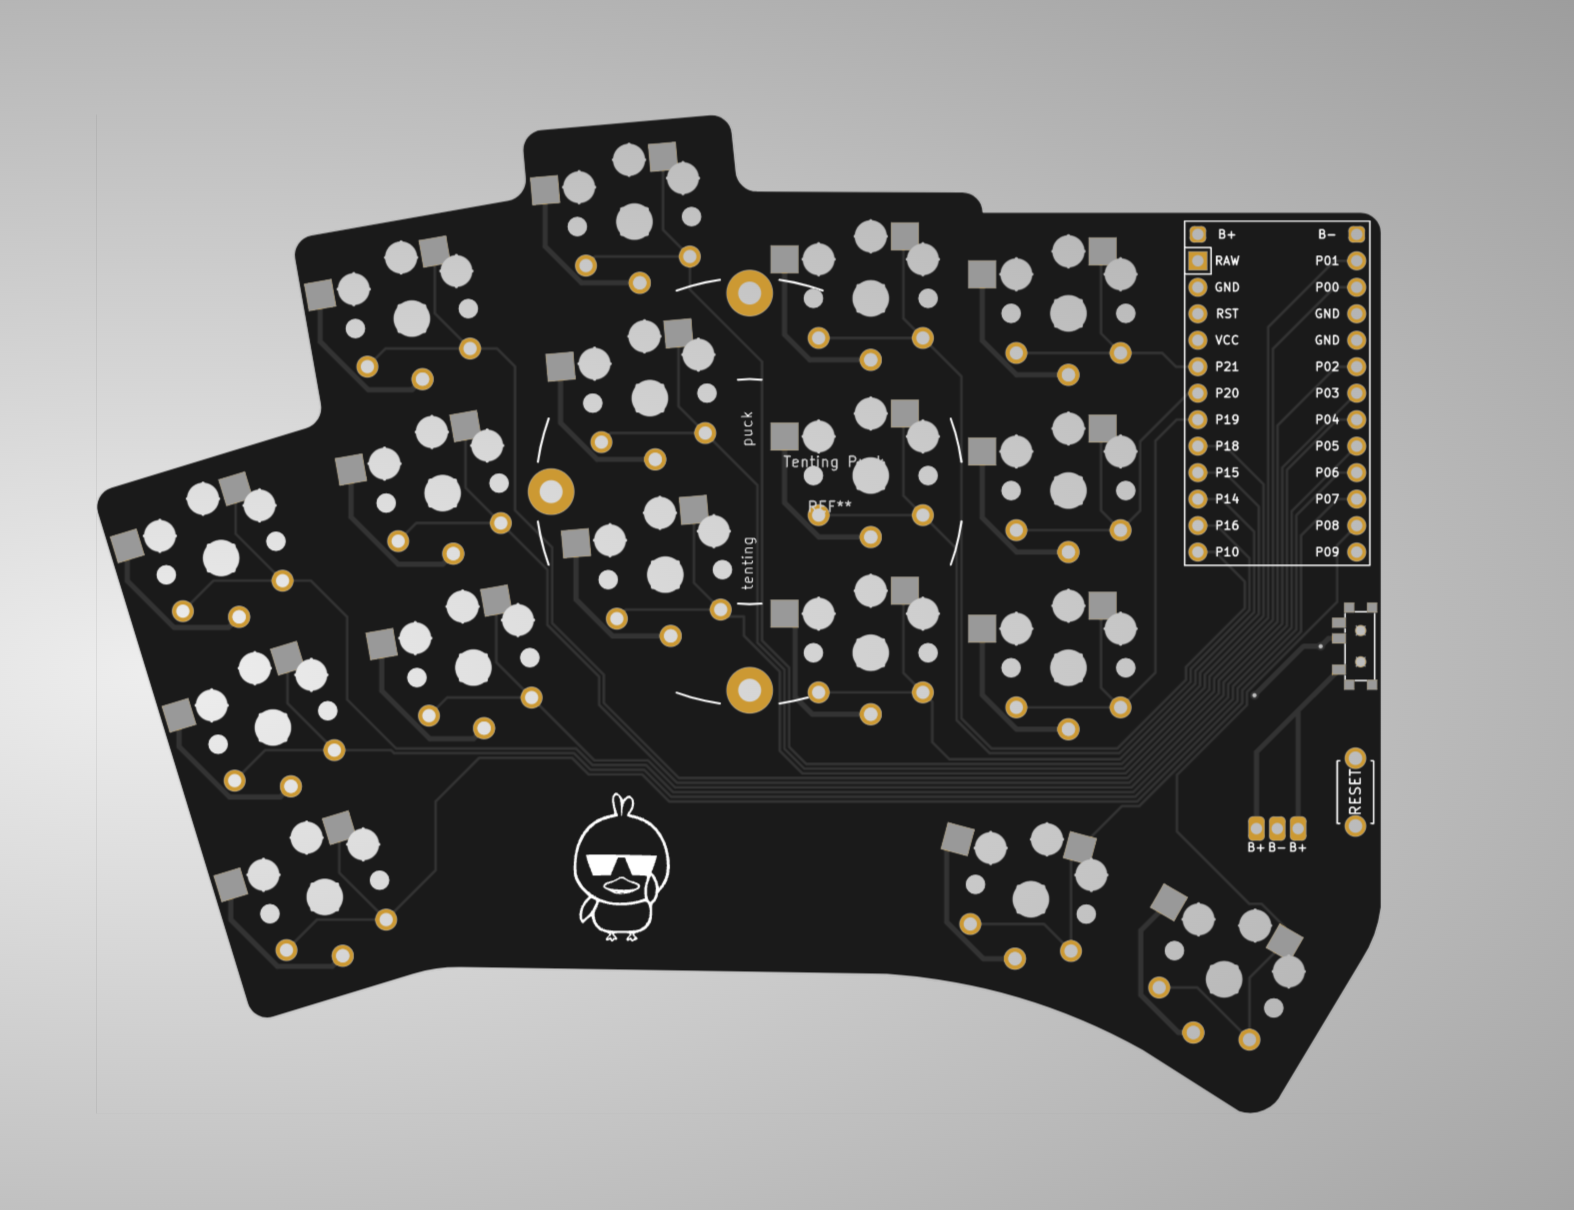 B+ B-
RAW P01
GND P00
RST GND
VCC GND
P21 P02
P20 P03
P19 P04
P18 P05
P15 P06
P14 P07
P16 P08
P10 P09
puck
Tenting
REF**
tenting
RESET
B+ B- B+